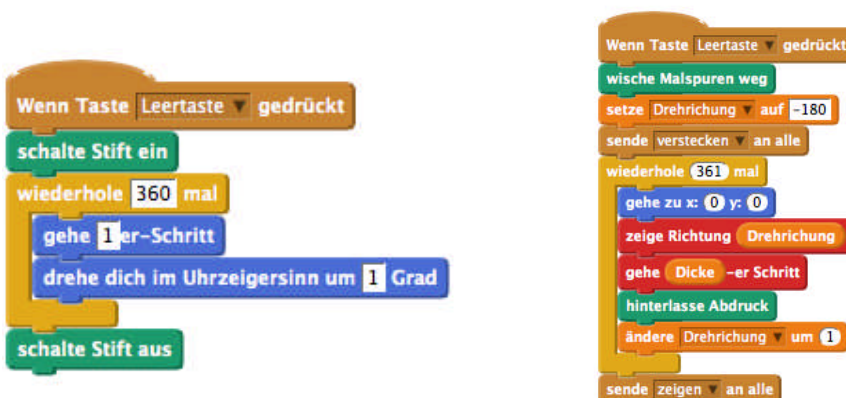 Wenn Taste Leertaste gedrückt
schalte Stift ein
wiederhole 360 mal
gehe 1 er-Schritt
drehe dich im Uhrzeigersinn um 1 Grad
schalte Stift aus
Wenn Taste Leertaste gedrückt
wische Malspuren weg
setze Drehrichung auf -180
sende verstecken an alle
wiederhole 361 mal
gehe zu x: 0 y: 0
zeige Richtung Drehrichung
gehe Dicke -er Schritt
hinterlasse Abdruck
ändere Drehrichung um 1
sende zeigen an alle